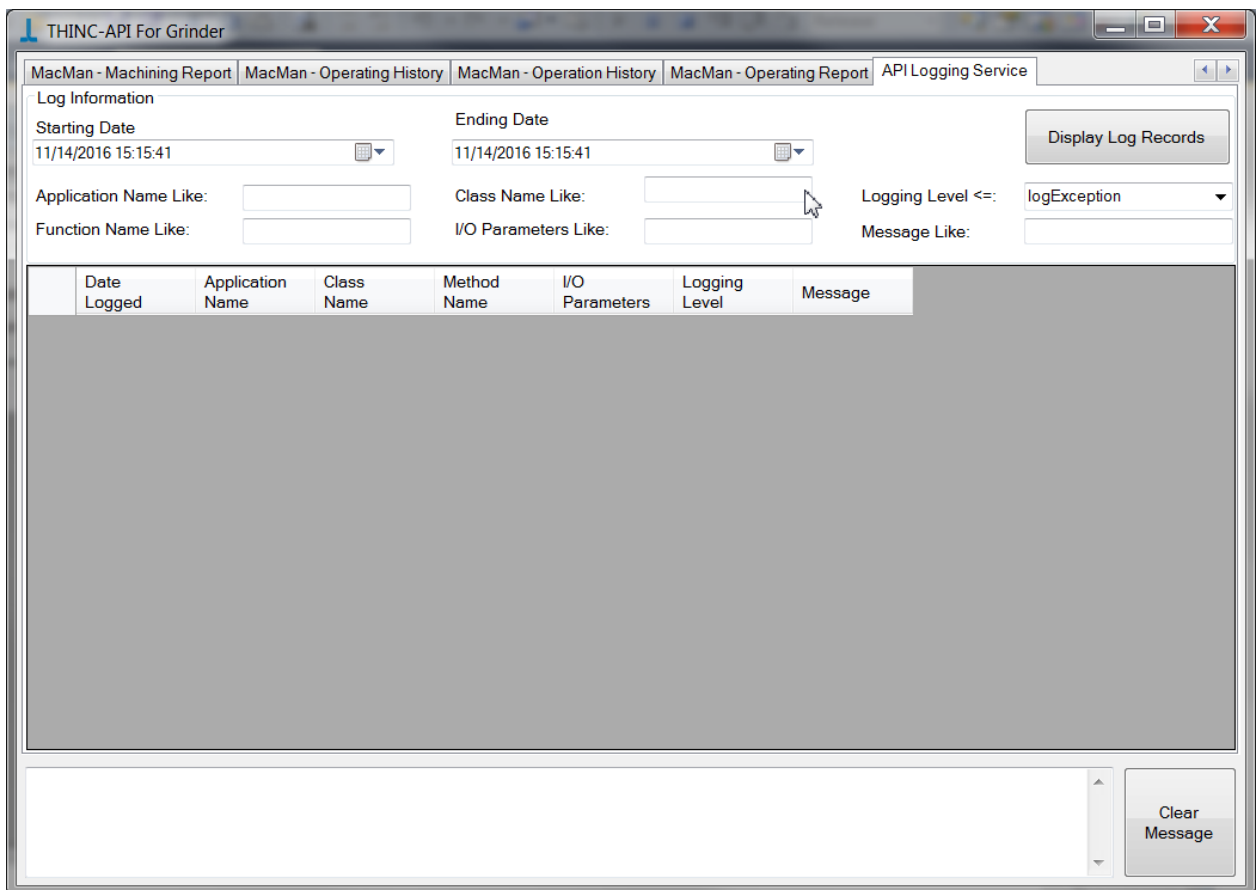 THINC-API For Grinder
MacMan - Machining Report MacMan - Operating History MacMan - Operation History MacMan - Operating Report API Logging Service
Log Information
Starting Date Ending Date
11/14/2016 15:15:41 11/14/2016 15:15:41 Display Log Records
Application Name Like: Class Name Like: Logging Level <=: logException
Function Name Like: I/O Parameters Like: Message Like:
Date Application Class Method I/O Logging Message
Logged Name Name Name Parameters Level
Clear
Message